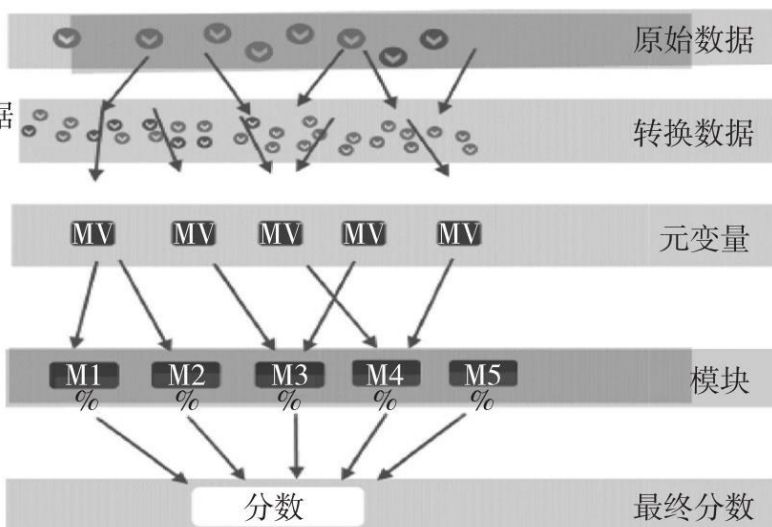 原始数据
据
转换数据
MV MV MV MV MV
元变量
M1 M2 M3 M4 M5
% % % % %
模块
分数
最终分数